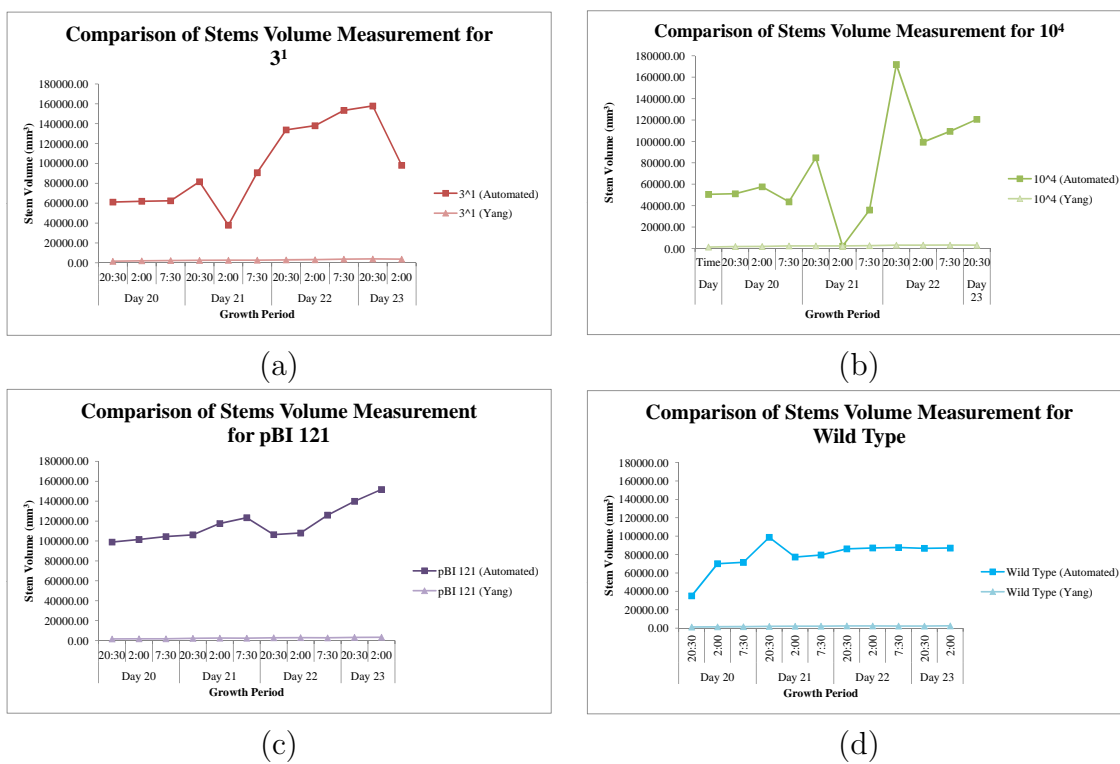 Comparison of Stems Volume Measurement for
3¹
180000.00
160000.00
140000.00
120000.00
100000.00
80000.00
60000.00
40000.00
20000.00
0.00
Stem Volume (mm³)
3^1 (Automated)
3^1 (Yang)
20:30 2:00 7:30 20:30 2:00 7:30 20:30 2:00 7:30 20:30 2:00
Day 20 Day 21 Day 22 Day 23
Growth Period
(a)
Comparison of Stems Volume Measurement for 10⁴
180000.00
160000.00
140000.00
120000.00
100000.00
80000.00
60000.00
40000.00
20000.00
0.00
Stem Volume (mm³)
10^4 (Automated)
10^4 (Yang)
Time 20:30 2:00 7:30 20:30 2:00 7:30 20:30 2:00 7:30 20:30
Day Day 20 Day 21 Day 22 Day
23
Growth Period
(b)
Comparison of Stems Volume Measurement
for pBI 121
180000.00
160000.00
140000.00
120000.00
100000.00
80000.00
60000.00
40000.00
20000.00
0.00
Stem Volume (mm³)
pBI 121 (Automated)
pBI 121 (Yang)
20:30 2:00 7:30 20:30 2:00 7:30 20:30 2:00 7:30 20:30 2:00
Day 20 Day 21 Day 22 Day 23
Growth Period
(c)
Comparison of Stems Volume Measurement for
Wild Type
180000.00
160000.00
140000.00
120000.00
100000.00
80000.00
60000.00
40000.00
20000.00
0.00
Stem Volume (mm³)
Wild Type (Automated)
Wild Type (Yang)
20:30 2:00 7:30 20:30 2:00 7:30 20:30 2:00 7:30 20:30 2:00
Day 20 Day 21 Day 22 Day 23
Growth Period
(d)